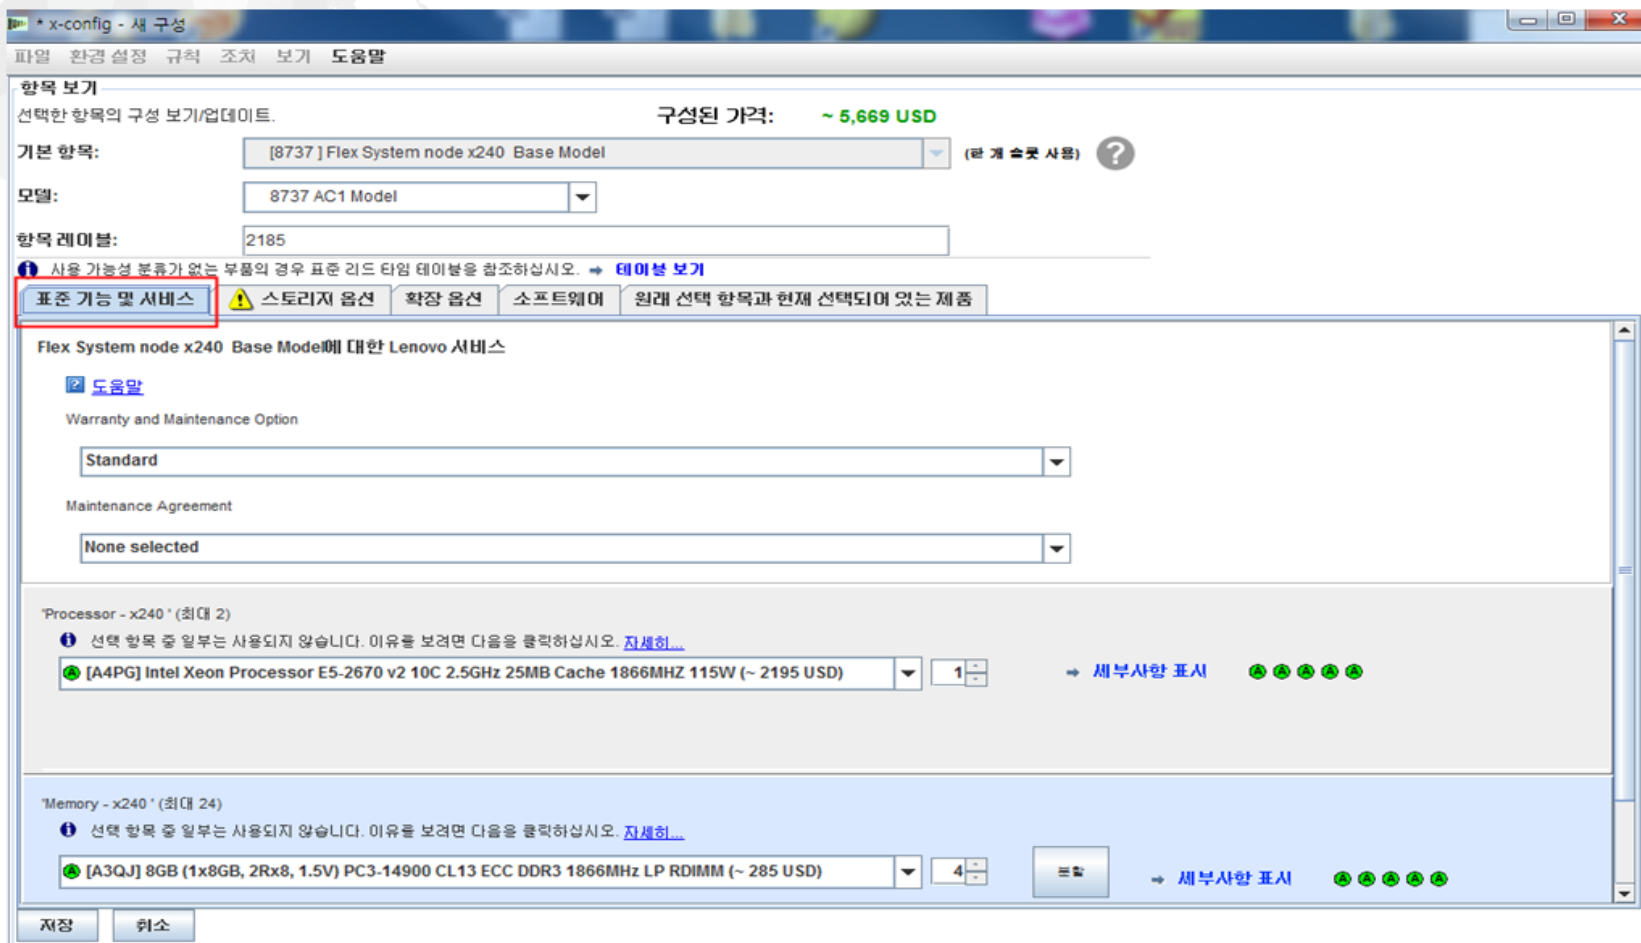 * x-config - 새 구성
파일 환경 설정 규칙 조치 보기 도움말
항목 보기
선택한 항목의 구성 보기/업데이트. 구성된 가격: ~ 5,669 USD
기본 항목: [8737 ] Flex System node x240 Base Model (한 개 슬롯 사용) ?
모델: 8737 AC1 Model
항목 레이블: 2185
사용 가능성 분류가 없는 부품의 경우 표준 리드 타임 테이블을 참조하십시오. ➔ 테이블 보기
표준 기능 및 서비스 스토리지 옵션 확장 옵션 소프트웨어 원래 선택 항목과 현재 선택되어 있는 제품
Flex System node x240 Base Model에 대한 Lenovo 서비스
? 도움말
Warranty and Maintenance Option
Standard
Maintenance Agreement
None selected
'Processor - x240 ' (최대 2)
선택 항목 중 일부는 사용되지 않습니다. 이유를 보려면 다음을 클릭하십시오. 자세히...
A [A4PG] Intel Xeon Processor E5-2670 v2 10C 2.5GHz 25MB Cache 1866MHZ 115W (~ 2195 USD) 1 ➔ 세부사항 표시 A A A A A
'Memory - x240 ' (최대 24)
선택 항목 중 일부는 사용되지 않습니다. 이유를 보려면 다음을 클릭하십시오. 자세히...
A [A3QJ] 8GB (1x8GB, 2Rx8, 1.5V) PC3-14900 CL13 ECC DDR3 1866MHz LP RDIMM (~ 285 USD) 4 분할 ➔ 세부사항 표시 A A A A A
저장 취소